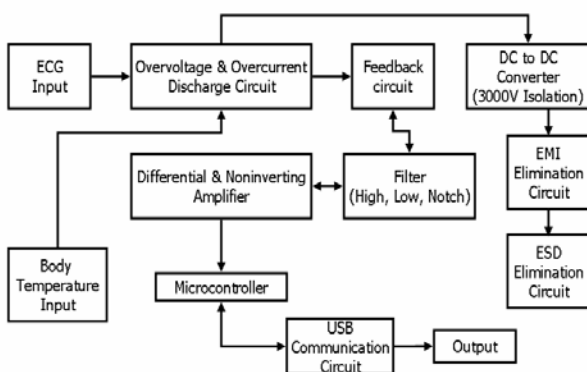 ECG
Input
Overvoltage & Overcurrent
Discharge Circuit
Feedback
circuit
DC to DC
Converter
(3000V Isolation)
Differential & Noninverting
Amplifier
Filter
(High, Low, Notch)
EMI
Elimination
Circuit
Body
Temperature
Input
Microcontroller
ESD
Elimination
Circuit
USB
Communication
Circuit
Output